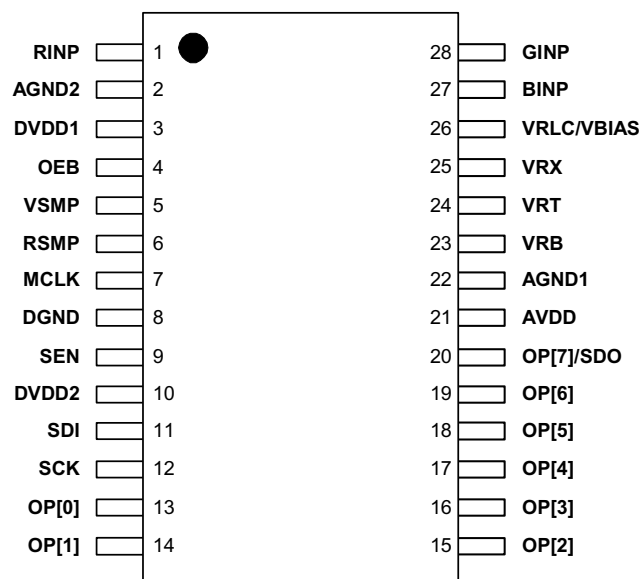 RINP 1 28 GINP
AGND2 2 27 BINP
DVDD1 3 26 VRLC/VBIAS
OEB 4 25 VRX
VSMP 5 24 VRT
RSMP 6 23 VRB
MCLK 7 22 AGND1
DGND 8 21 AVDD
SEN 9 20 OP[7]/SDO
DVDD2 10 19 OP[6]
SDI 11 18 OP[5]
SCK 12 17 OP[4]
OP[0] 13 16 OP[3]
OP[1] 14 15 OP[2]